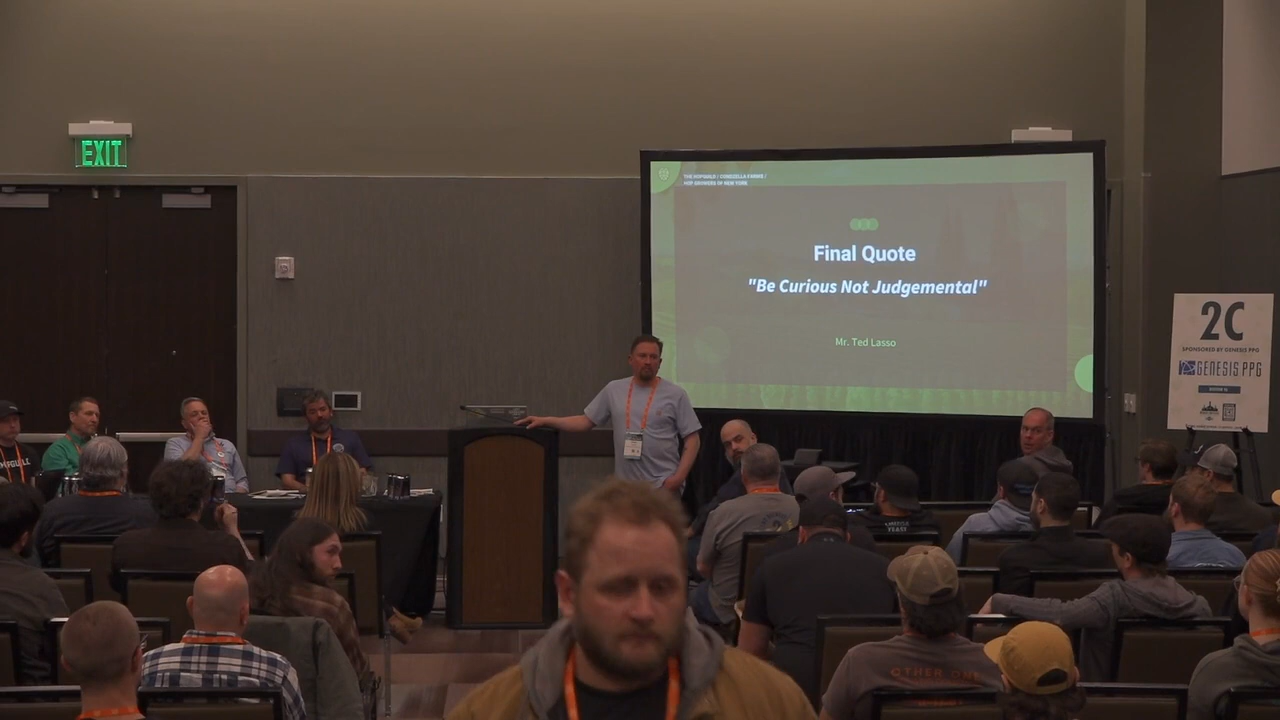 EXIT
THE HOPGUILD / CONDZELLA FARMS /
HOP GROWERS OF NEW YORK
Final Quote
"Be Curious Not Judgemental"
Mr. Ted Lasso
2C
SPONSORED BY GENESIS PPG
GENESIS PPG
YEAST
OTHER ONE